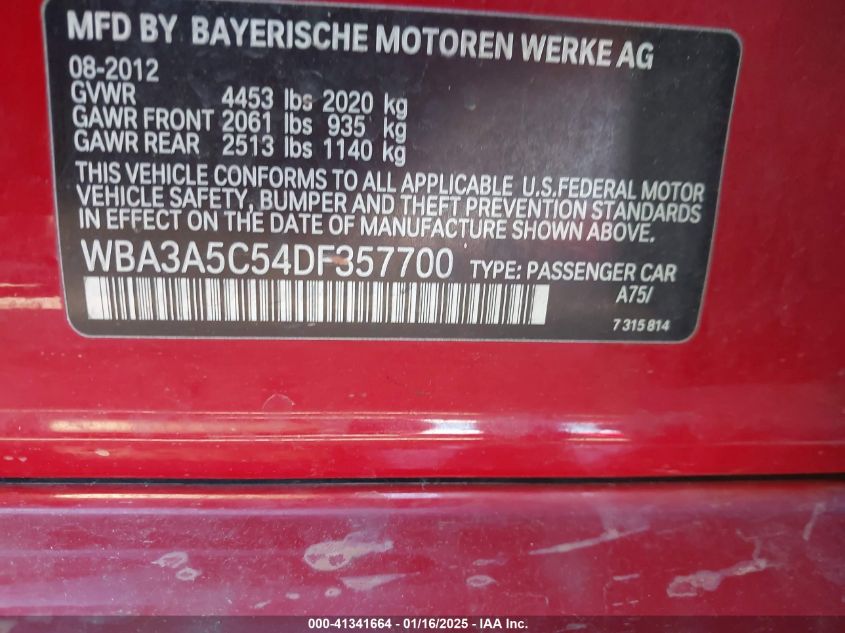 MFD BY BAYERISCHE MOTOREN WERKE AG
08-2012
GVWR 4453 lbs 2020 kg
GAWR FRONT 2061 lbs 935 kg
GAWR REAR 2513 lbs 1140 kg
THIS VEHICLE CONFORMS TO ALL APPLICABLE U.S.FEDERAL MOTOR
VEHICLE SAFETY, BUMPER AND THEFT PREVENTION STANDARDS
IN EFFECT ON THE DATE OF MANUFACTURE SHOWN ABOVE.
WBA3A5C54DF357700 TYPE: PASSENGER CAR
A75/
7 315 814
000-41341664 / 01/16/2025 - IAA Inc.